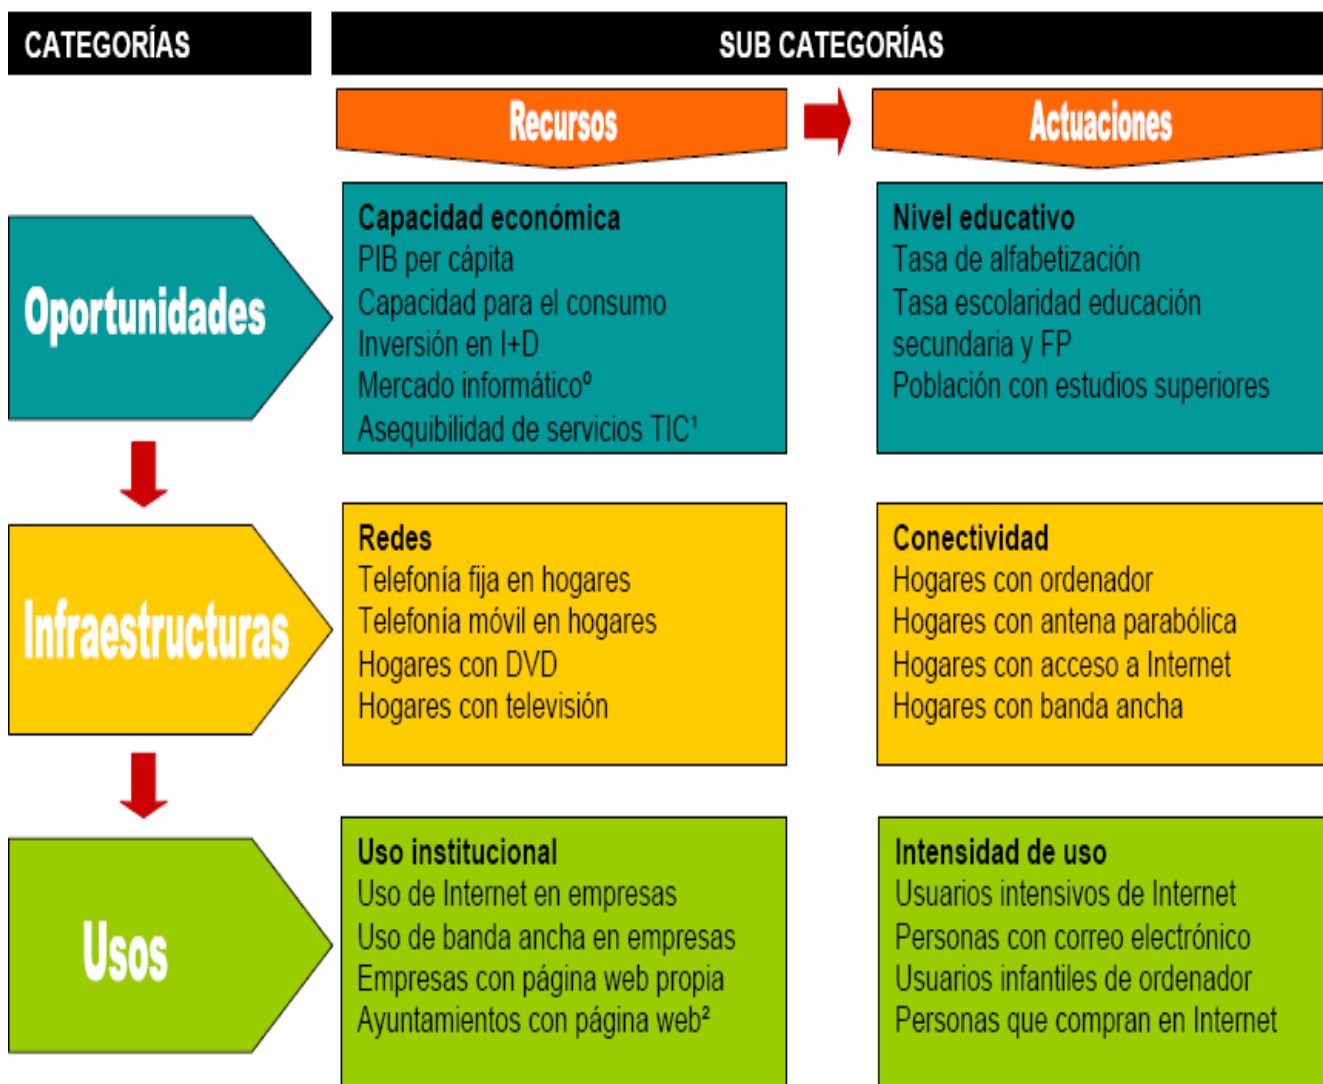 CATEGORÍAS
SUB CATEGORÍAS
Recursos
Actuaciones
Oportunidades
Capacidad económica
PIB per cápita
Capacidad para el consumo
Inversión en I+D
Mercado informáticoº
Asequibilidad de servicios TIC¹
Nivel educativo
Tasa de alfabetización
Tasa escolaridad educación
secundaria y FP
Población con estudios superiores
Infraestructuras
Redes
Telefonía fija en hogares
Telefonía móvil en hogares
Hogares con DVD
Hogares con televisión
Conectividad
Hogares con ordenador
Hogares con antena parabólica
Hogares con acceso a Internet
Hogares con banda ancha
Usos
Uso institucional
Uso de Internet en empresas
Uso de banda ancha en empresas
Empresas con página web propia
Ayuntamientos con página web²
Intensidad de uso
Usuarios intensivos de Internet
Personas con correo electrónico
Usuarios infantiles de ordenador
Personas que compran en Internet